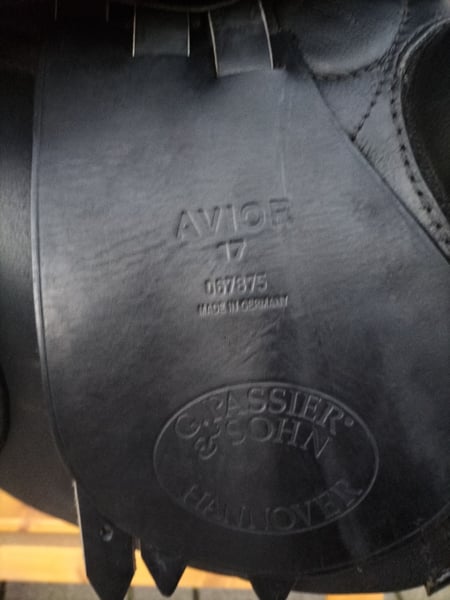 AVIOR
17
067875
MADE IN GERMANY
G. PASSIER®
& SOHN
HANNOVER